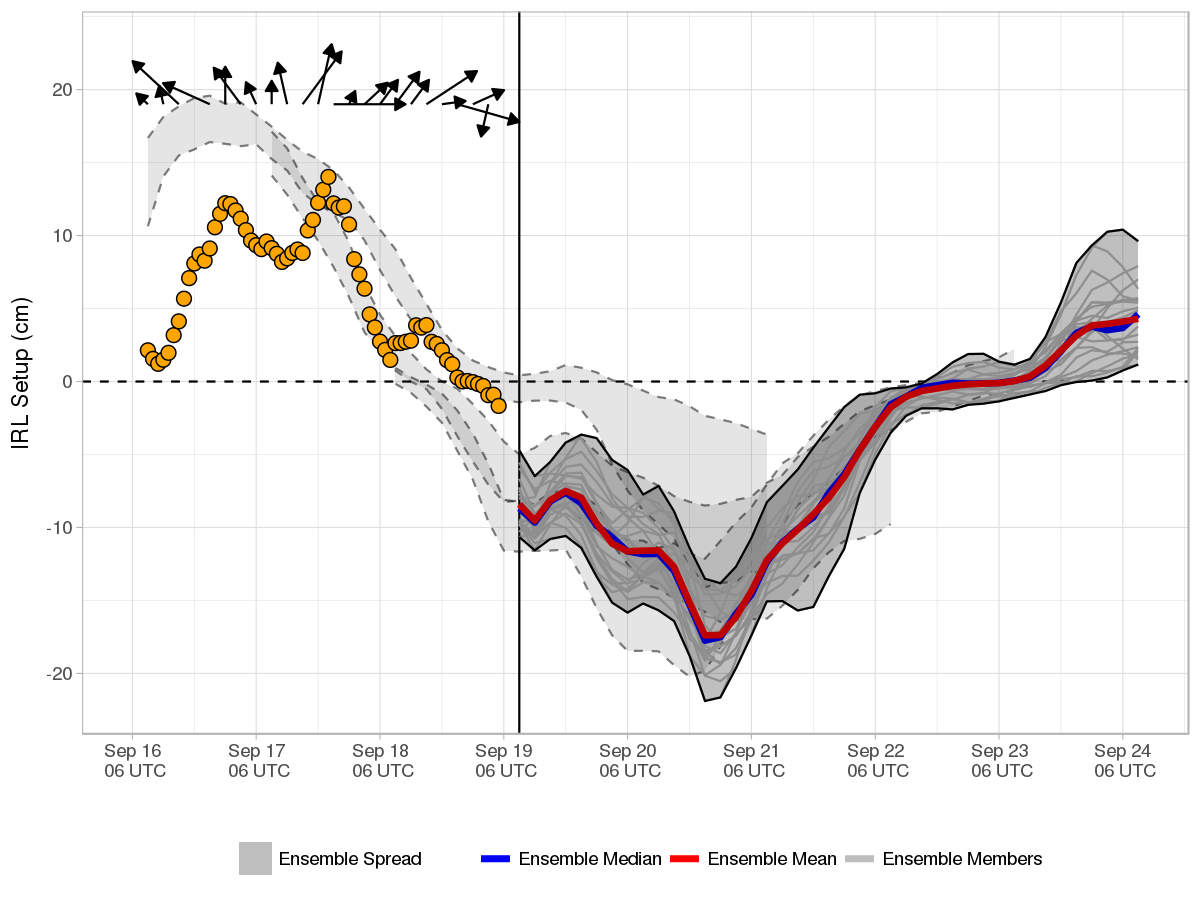 IRL Setup (cm)
20
10
0
-10
-20
Sep 16 Sep 17 Sep 18 Sep 19 Sep 20 Sep 21 Sep 22 Sep 23 Sep 24
06 UTC 06 UTC 06 UTC 06 UTC 06 UTC 06 UTC 06 UTC 06 UTC 06 UTC
Ensemble Spread Ensemble Median Ensemble Mean Ensemble Members